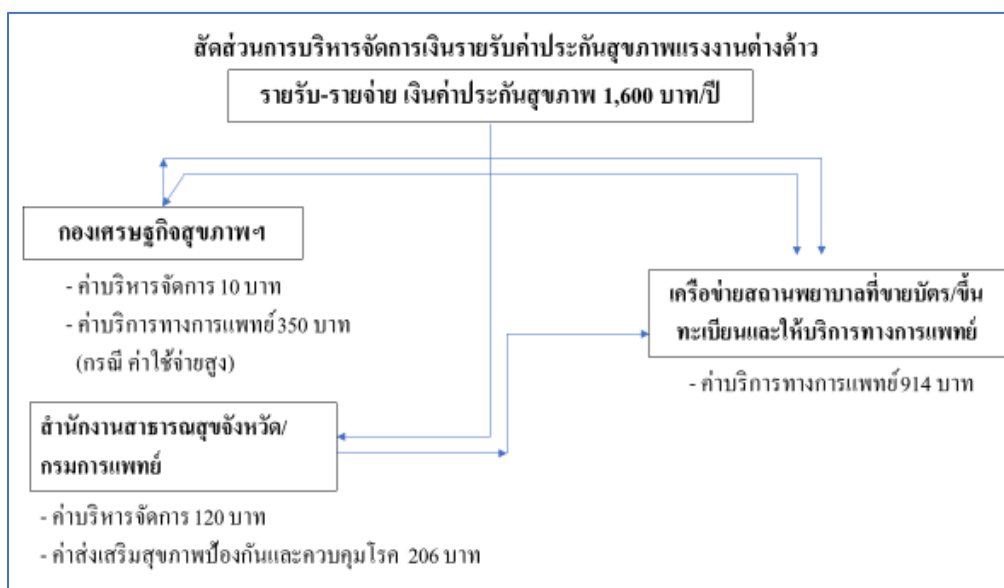 สัดส่วนการบริหารจัดการเงินรายรับค่าประกันสุขภาพแรงงานต่างด้าว
รายรับ-รายจ่าย เงินค่าประกันสุขภาพ 1,600 บาท/ปี
กองเศรษฐกิจสุขภาพฯ
- ค่าบริหารจัดการ 10 บาท
- ค่าบริการทางการแพทย์ 350 บาท
(กรณี ค่าใช้จ่ายสูง)
เครือข่ายสถานพยาบาลที่ขายบัตร/ขึ้น
ทะเบียนและให้บริการทางการแพทย์
- ค่าบริการทางการแพทย์ 914 บาท
สำนักงานสาธารณสุขจังหวัด/
กรมการแพทย์
- ค่าบริหารจัดการ 120 บาท
- ค่าส่งเสริมสุขภาพป้องกันและควบคุมโรค 206 บาท